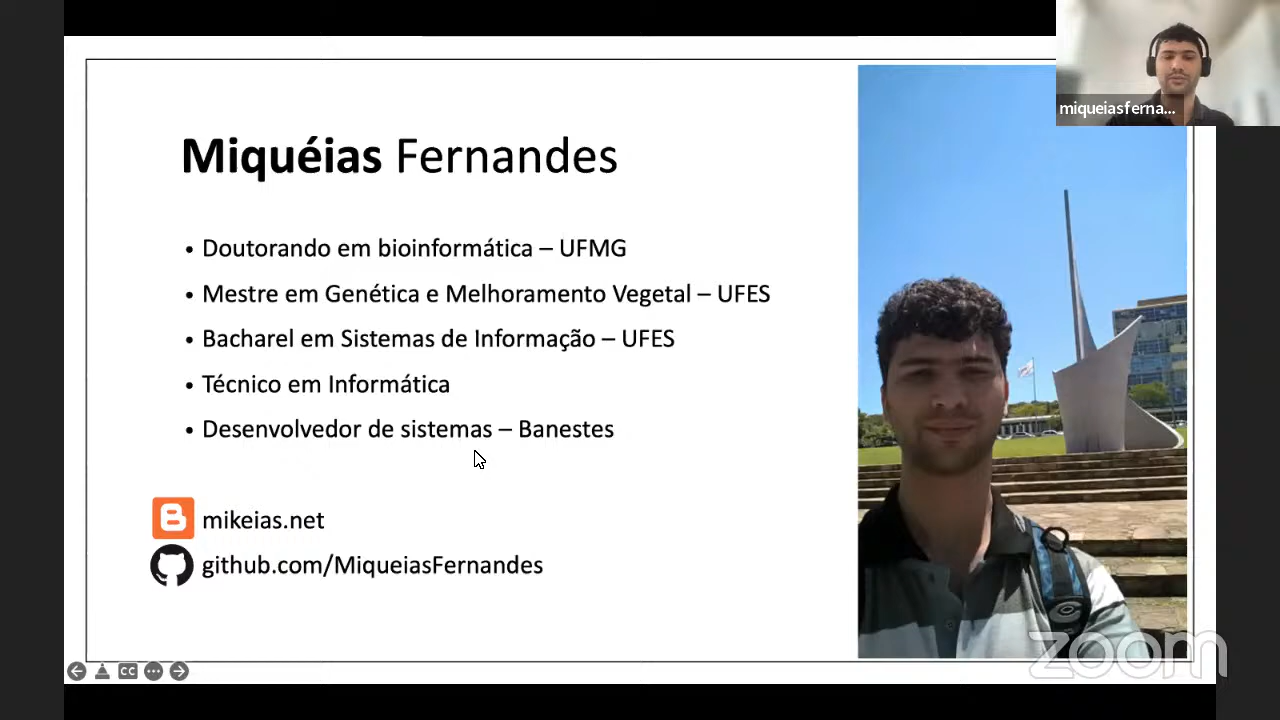 miqueiasferna...
Miquéias Fernandes
• Doutorando em bioinformática – UFMG
• Mestre em Genética e Melhoramento Vegetal – UFES
• Bacharel em Sistemas de Informação – UFES
• Técnico em Informática
• Desenvolvedor de sistemas – Banestes
mikeias.net
github.com/MiqueiasFernandes
CC
zoom